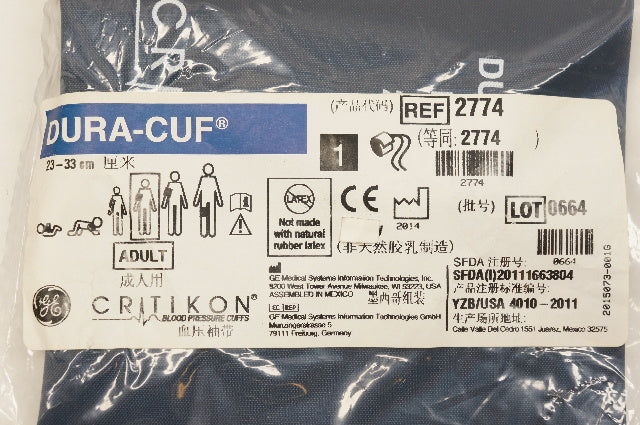 CRI
DU
DURA-CUF®
23-33 cm 厘米
(产品代码) REF 2774
1
(等同: 2774 )
2774
LATEX
Not made
with natural
rubber latex
2014
(批号) LOT 0664
(非天然胶乳制造)
0664
ADULT
成人用
GE
CRITIKON®
BLOOD PRESSURE CUFFS
血压袖带
GE Medical Systems Information Technologies, Inc.
8200 West Tower Avenue Milwaukee, WI 53223, USA
ASSEMBLED IN MEXICO 墨西哥组装
EC REP
GE Medical Systems Information Technologies GmbH
Munzengerstrasse 5
79111 Freiburg, Germany
SFDA 注册号:
SFDA(I)20111663804
产品注册标准编号:
YZB/USA 4010-2011
生产场所地址:
Calle Valle Del Cedro 1551 Juarez, Mexico 32575
2015073-001G